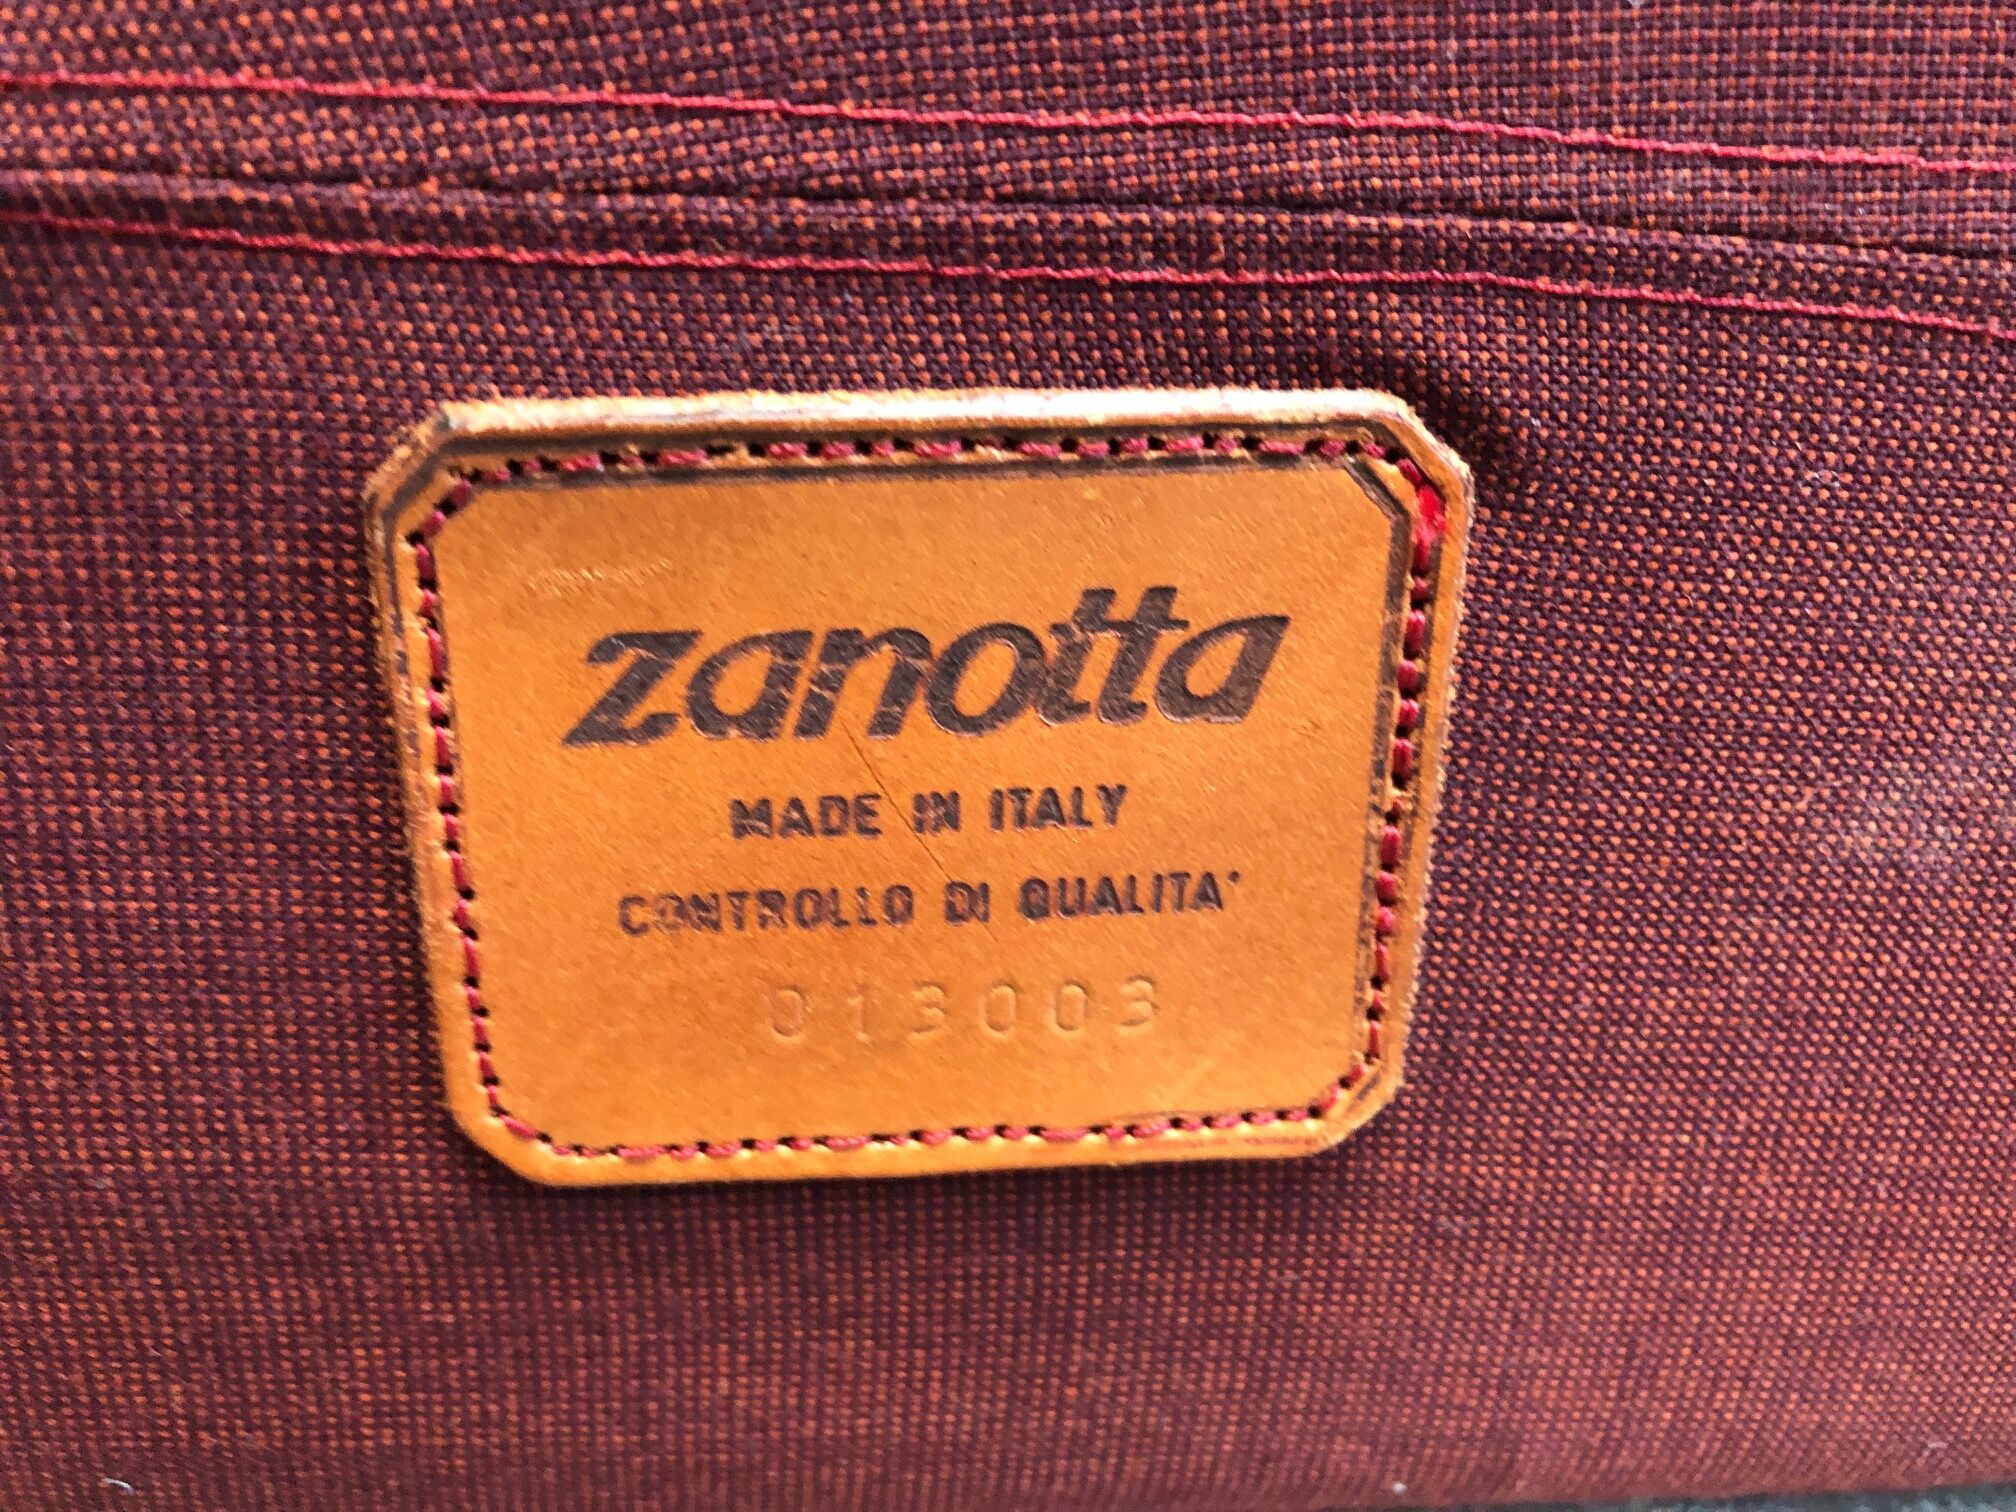 zanotta
MADE IN ITALY
CONTROLLO DI QUALITA'
013003